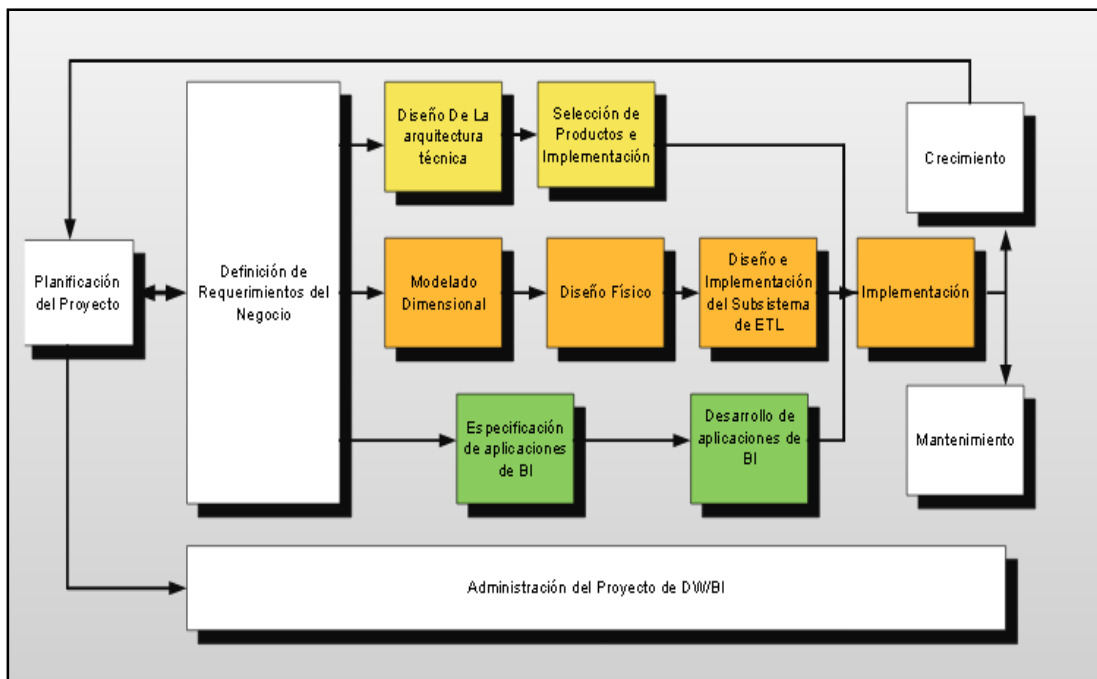 Diseño De La
arquitectura
técnica
Selección de
Productos e
Implementación
Crecimiento
Planificación
del Proyecto
Definición de
Requerimientos del
Negocio
Modelado
Dimensional
Diseño Físico
Diseño e
Implementación
del Subsistema
de ETL
Implementación
Especificación
de aplicaciones
de BI
Desarrollo de
aplicaciones de
BI
Mantenimiento
Administración del Proyecto de DW/BI